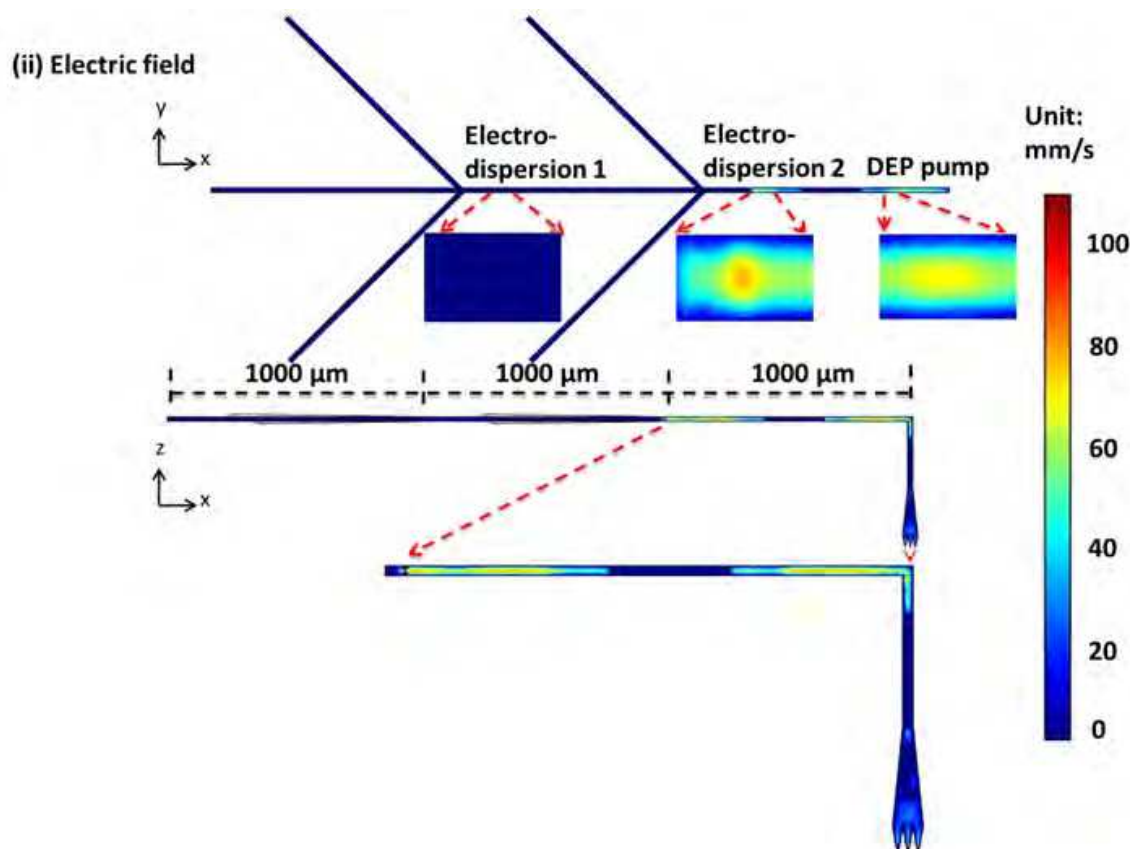 (ii) Electric field
y
x
Electro-
dispersion 1
Electro-
dispersion 2
DEP pump
Unit:
mm/s
100
80
60
40
20
0
1000 µm
1000 µm
1000 µm
z
x